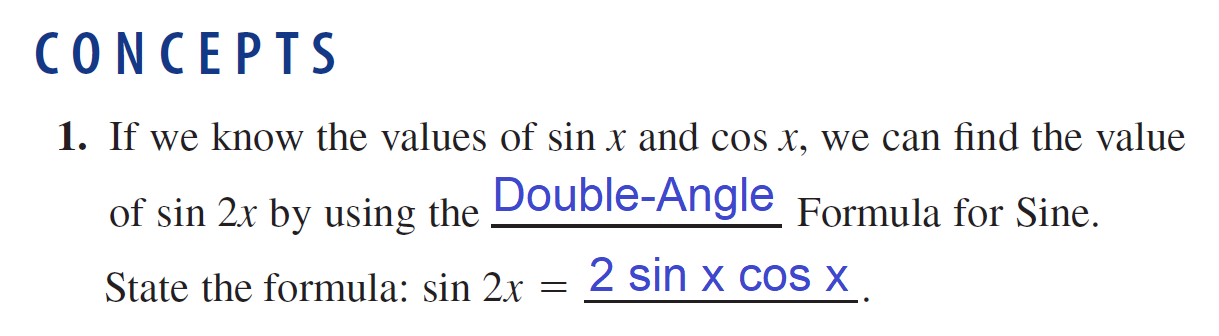 CONCEPTS
1. If we know the values of sin x and cos x, we can find the value
of sin 2x by using the Double-Angle Formula for Sine.
State the formula: sin 2x = 2 sin x cos x.